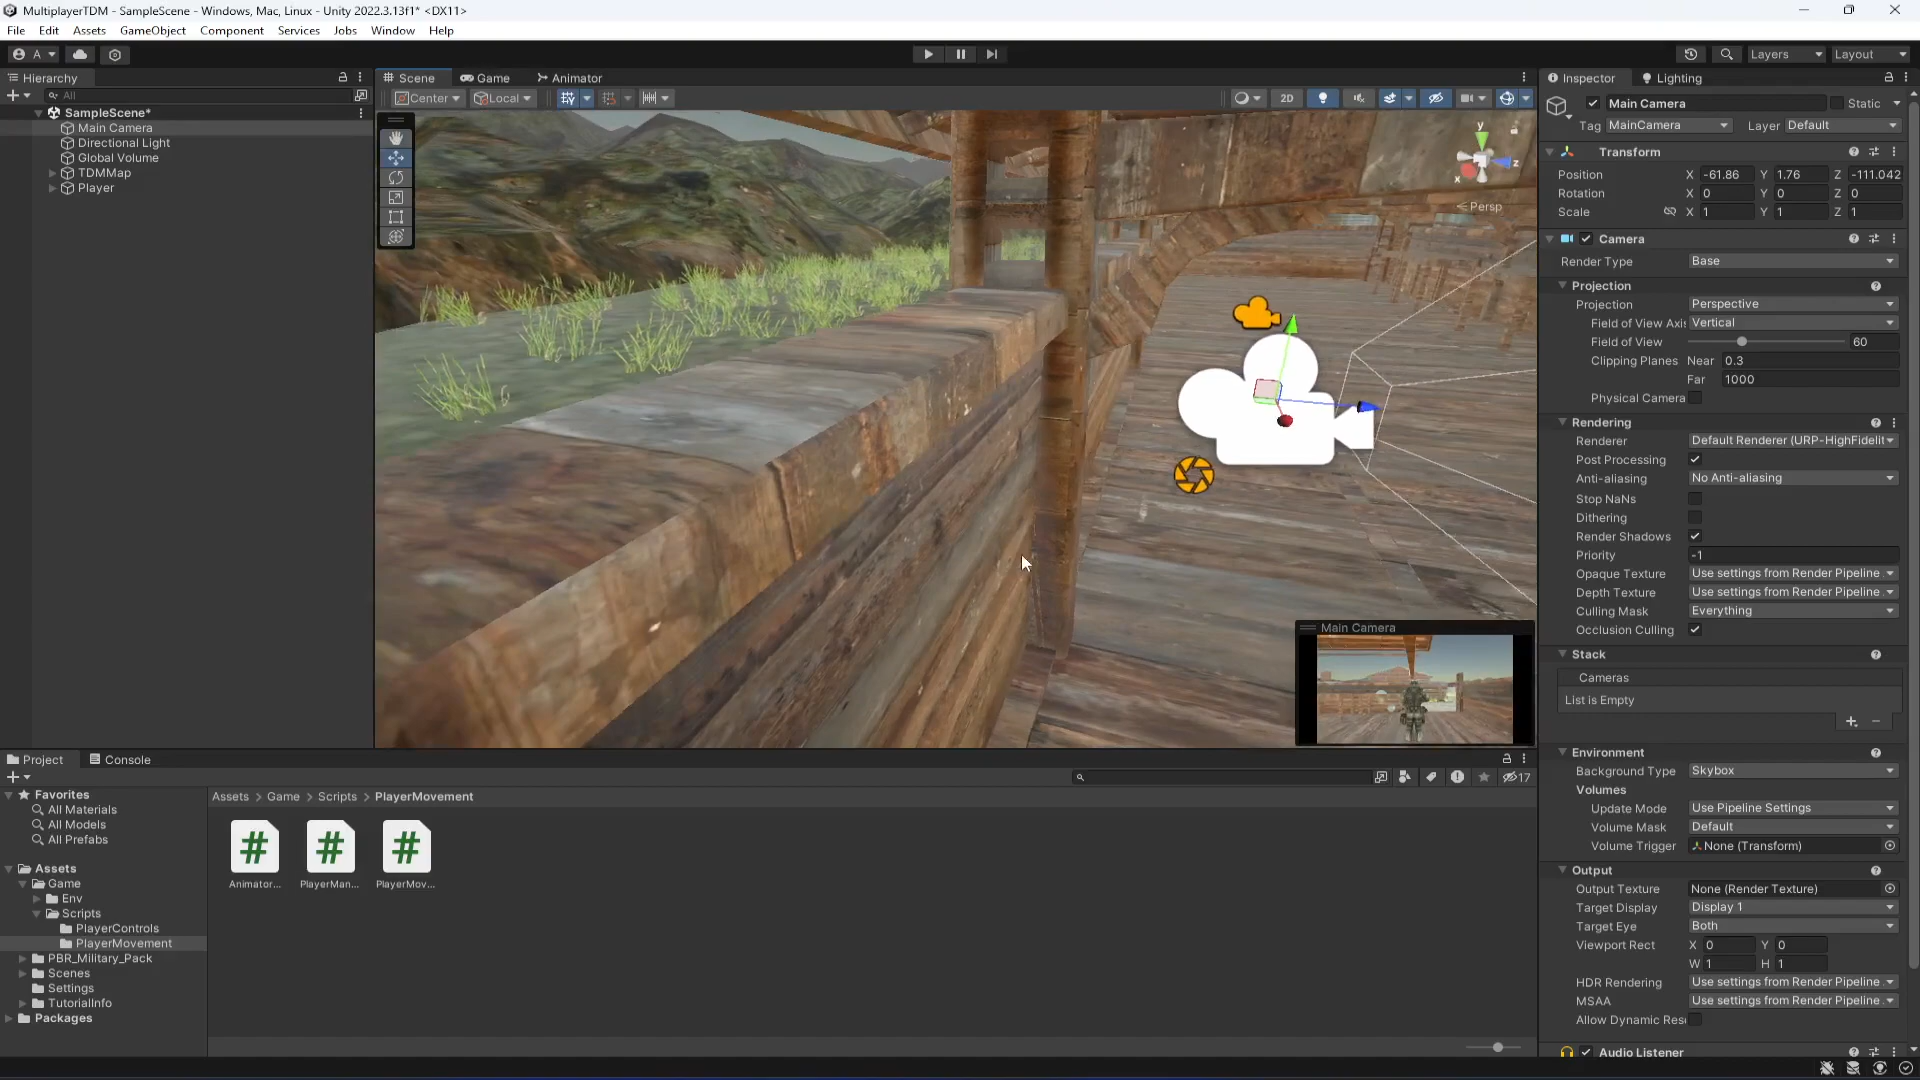 MultiplayerTDM - SampleScene - Windows, Mac, Linux - Unity 2022.3.13f1* <DX11>
File Edit Assets GameObject Component Services Jobs Window Help
A Layers Layout
Hierarchy
All
SampleScene*
Main Camera
Directional Light
Global Volume
TDMMap
Player
Scene Game Animator
Center Local 2D
y
z
x
Persp
Main Camera
Inspector Lighting
Main Camera Static
Tag MainCamera Layer Default
Transform
Position X -61.86 Y 1.76 Z -111.042
Rotation X 0 Y 0 Z 0
Scale X 1 Y 1 Z 1
Camera
Render Type Base
Projection
Projection Perspective
Field of View Axis Vertical
Field of View 60
Clipping Planes Near 0.3
Far 1000
Physical Camera
Rendering
Renderer Default Renderer (URP-HighFidelit
Post Processing
Anti-aliasing No Anti-aliasing
Stop NaNs
Dithering
Render Shadows
Priority -1
Opaque Texture Use settings from Render Pipeline
Depth Texture Use settings from Render Pipeline
Culling Mask Everything
Occlusion Culling
Stack
Cameras
List is Empty
Environment
Background Type Skybox
Volumes
Update Mode Use Pipeline Settings
Volume Mask Default
Volume Trigger None (Transform)
Output
Output Texture None (Render Texture)
Target Display Display 1
Target Eye Both
Viewport Rect X 0 Y 0
W 1 H 1
HDR Rendering Use settings from Render Pipeline
MSAA Use settings from Render Pipeline
Allow Dynamic Res
Audio Listener
Project Console
17
Favorites
All Materials
All Models
All Prefabs
Assets
Game
Env
Scripts
PlayerControls
PlayerMovement
PBR_Military_Pack
Scenes
Settings
TutorialInfo
Packages
Assets > Game > Scripts > PlayerMovement
Animator... PlayerMan... PlayerMov...